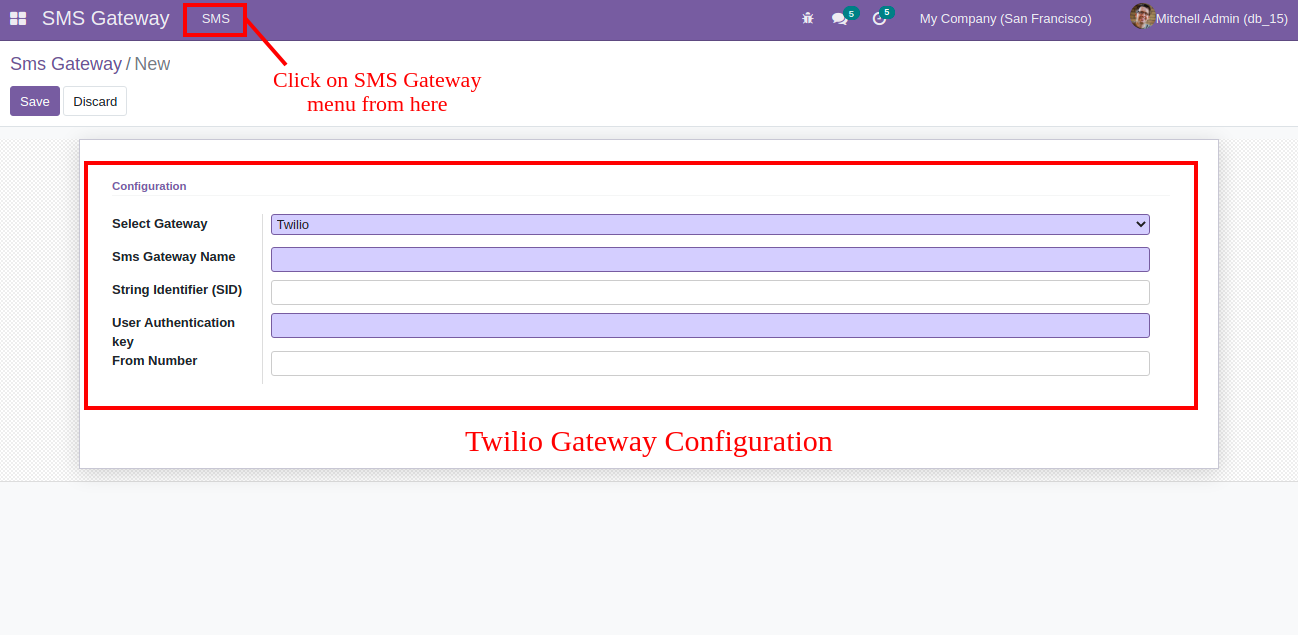 SMS Gateway SMS 5 5 My Company (San Francisco) Mitchell Admin (db_15)
Sms Gateway / New
Click on SMS Gateway
menu from here
Save Discard
Configuration
Select Gateway Twilio
Sms Gateway Name
String Identifier (SID)
User Authentication
key
From Number
Twilio Gateway Configuration